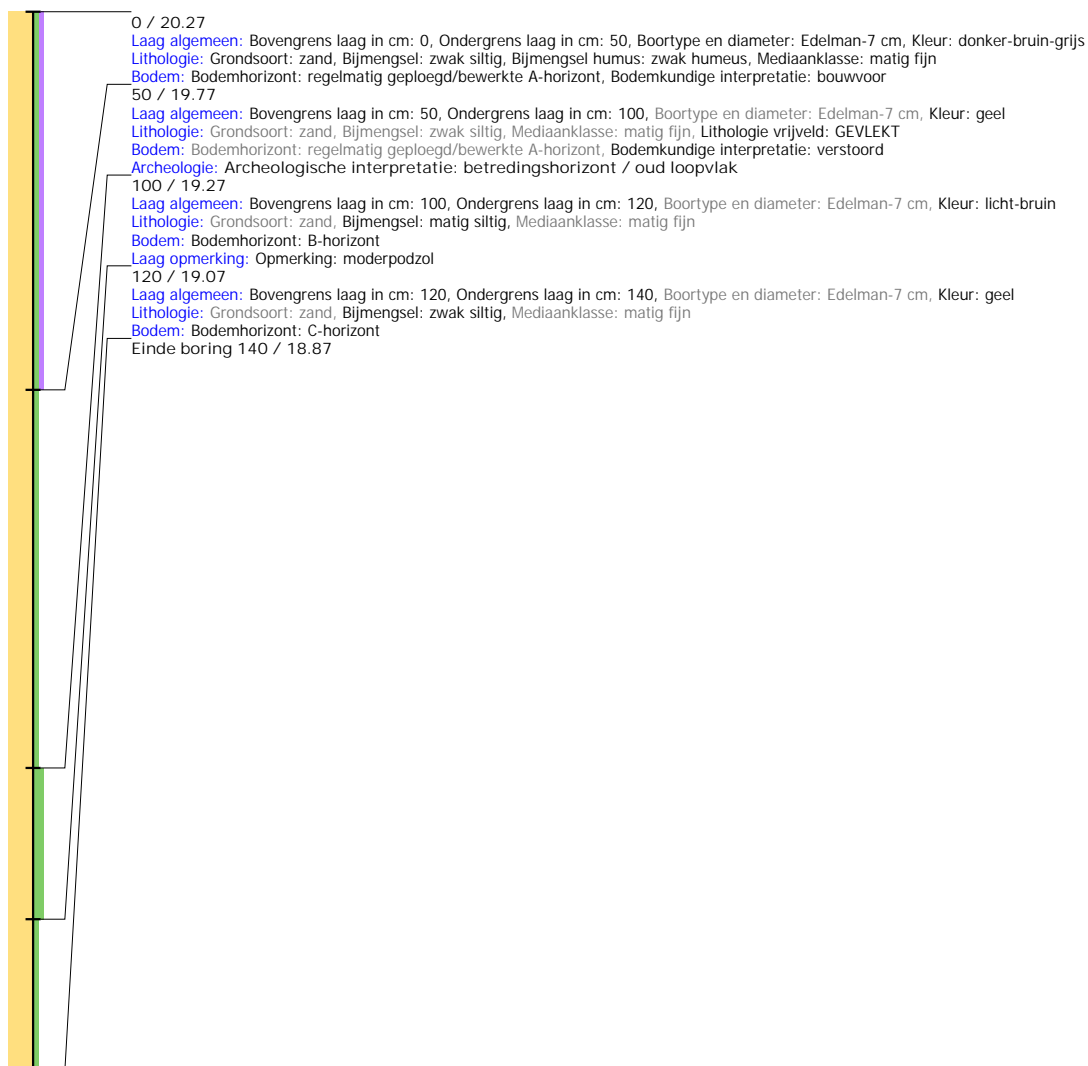 0 / 20.27
Laag algemeen: Bovengrens laag in cm: 0, Ondergrens laag in cm: 50, Boortype en diameter: Edelman-7 cm, Kleur: donker-bruin-grijs
Lithologie: Grondsoort: zand, Bijmengsel: zwak siltig, Bijmengsel humus: zwak humeus, Mediaanklasse: matig fijn
Bodem: Bodemhorizont: regelmatig geploegd/bewerkte A-horizont, Bodemkundige interpretatie: bouwvoor
50 / 19.77
Laag algemeen: Bovengrens laag in cm: 50, Ondergrens laag in cm: 100, Boortype en diameter: Edelman-7 cm, Kleur: geel
Lithologie: Grondsoort: zand, Bijmengsel: zwak siltig, Mediaanklasse: matig fijn, Lithologie vrijveld: GEVLEKT
Bodem: Bodemhorizont: regelmatig geploegd/bewerkte A-horizont, Bodemkundige interpretatie: verstoord
Archeologie: Archeologische interpretatie: betredingshorizont / oud loopvlak
100 / 19.27
Laag algemeen: Bovengrens laag in cm: 100, Ondergrens laag in cm: 120, Boortype en diameter: Edelman-7 cm, Kleur: licht-bruin
Lithologie: Grondsoort: zand, Bijmengsel: matig siltig, Mediaanklasse: matig fijn
Bodem: Bodemhorizont: B-horizont
Laag opmerking: Opmerking: moderpodzol
120 / 19.07
Laag algemeen: Bovengrens laag in cm: 120, Ondergrens laag in cm: 140, Boortype en diameter: Edelman-7 cm, Kleur: geel
Lithologie: Grondsoort: zand, Bijmengsel: zwak siltig, Mediaanklasse: matig fijn
Bodem: Bodemhorizont: C-horizont
Einde boring 140 / 18.87